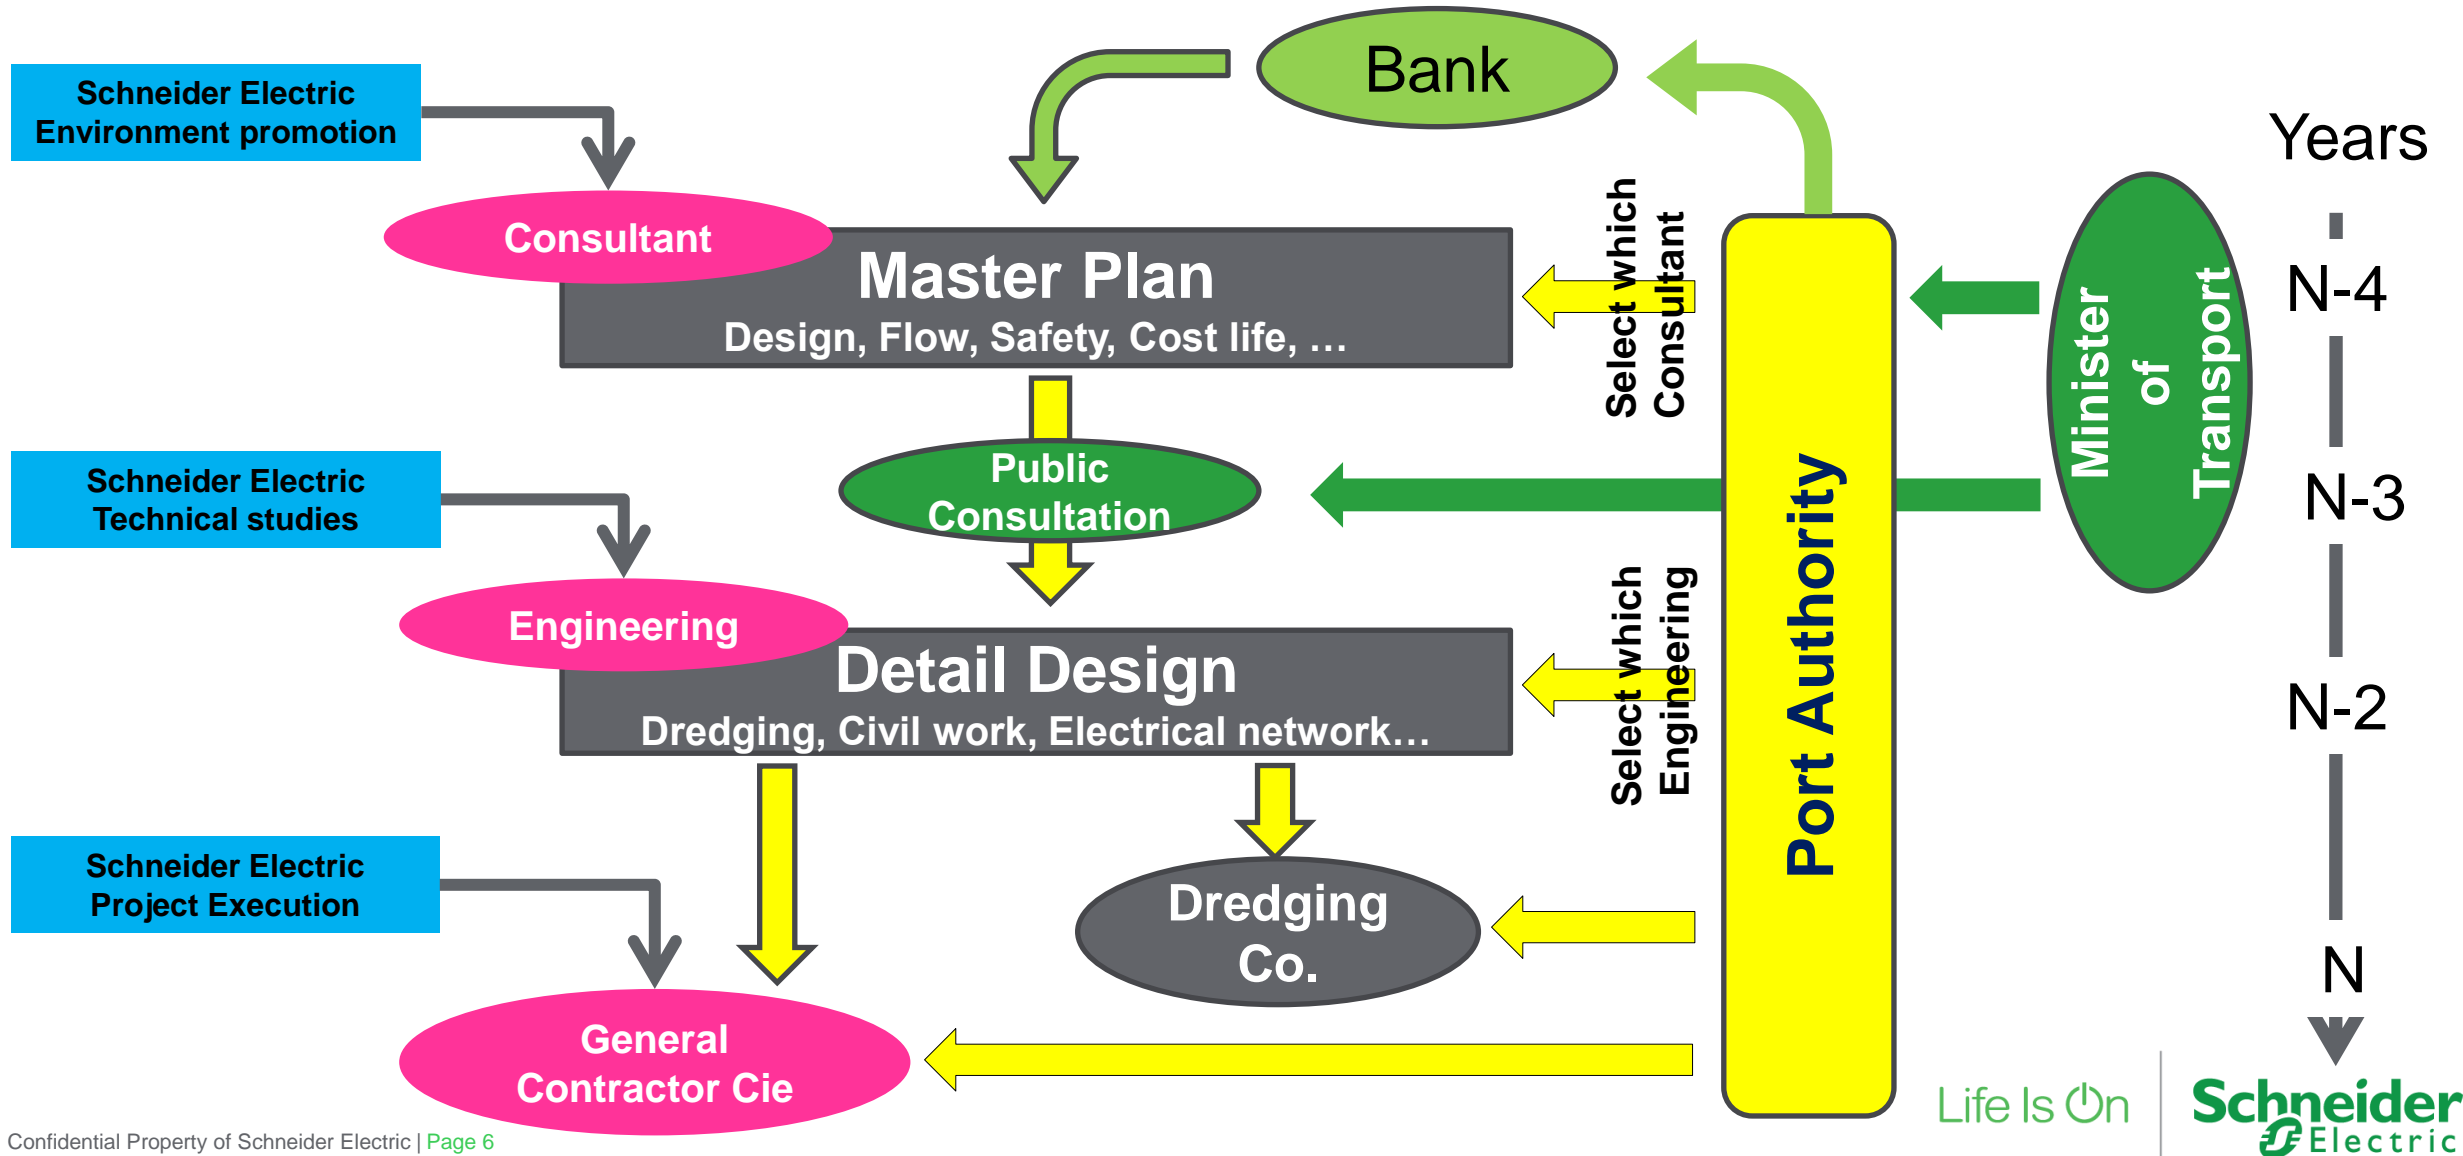 Bank
Schneider Electric
Environment promotion
Years
Consultant
Master Plan
Design, Flow, Safety, Cost life, …
Select which
Consultant
Minister
of
Transport
N-4
Public
Consultation
Schneider Electric
Technical studies
N-3
Port Authority
Engineering
Detail Design
Dredging, Civil work, Electrical network…
Select which
Engineering
N-2
Schneider Electric
Project Execution
Dredging
Co.
N
General
Contractor Cie
Life Is On
Schneider
Electric
Confidential Property of Schneider Electric | Page 6